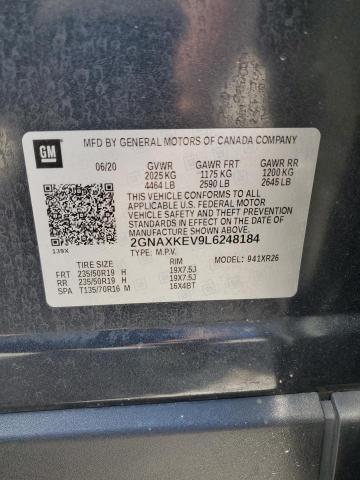 MFD BY GENERAL MOTORS OF CANADA COMPANY
GM
06/20 GVWR GAWR FRT GAWR RR
2025 KG 1175 KG 1200 KG
4464 LB 2590 LB 2645 LB
THIS VEHICLE CONFORMS TO ALL
APPLICABLE U.S. FEDERAL MOTOR
VEHICLE SAFETY, BUMPER, AND THEFT
PREVENTION STANDARDS IN EFFECT ON
THE DATE OF MANUFACTURE SHOWN ABOVE.
139X
2GNAXKEV9L6248184
TYPE: M.P.V. MODEL: 941XR26
TIRE SIZE RIM
FRT 235/50R19 H 19X7.5J
RR 235/50R19 H 19X7.5J
SPA T135/70R16 M 16X4BT